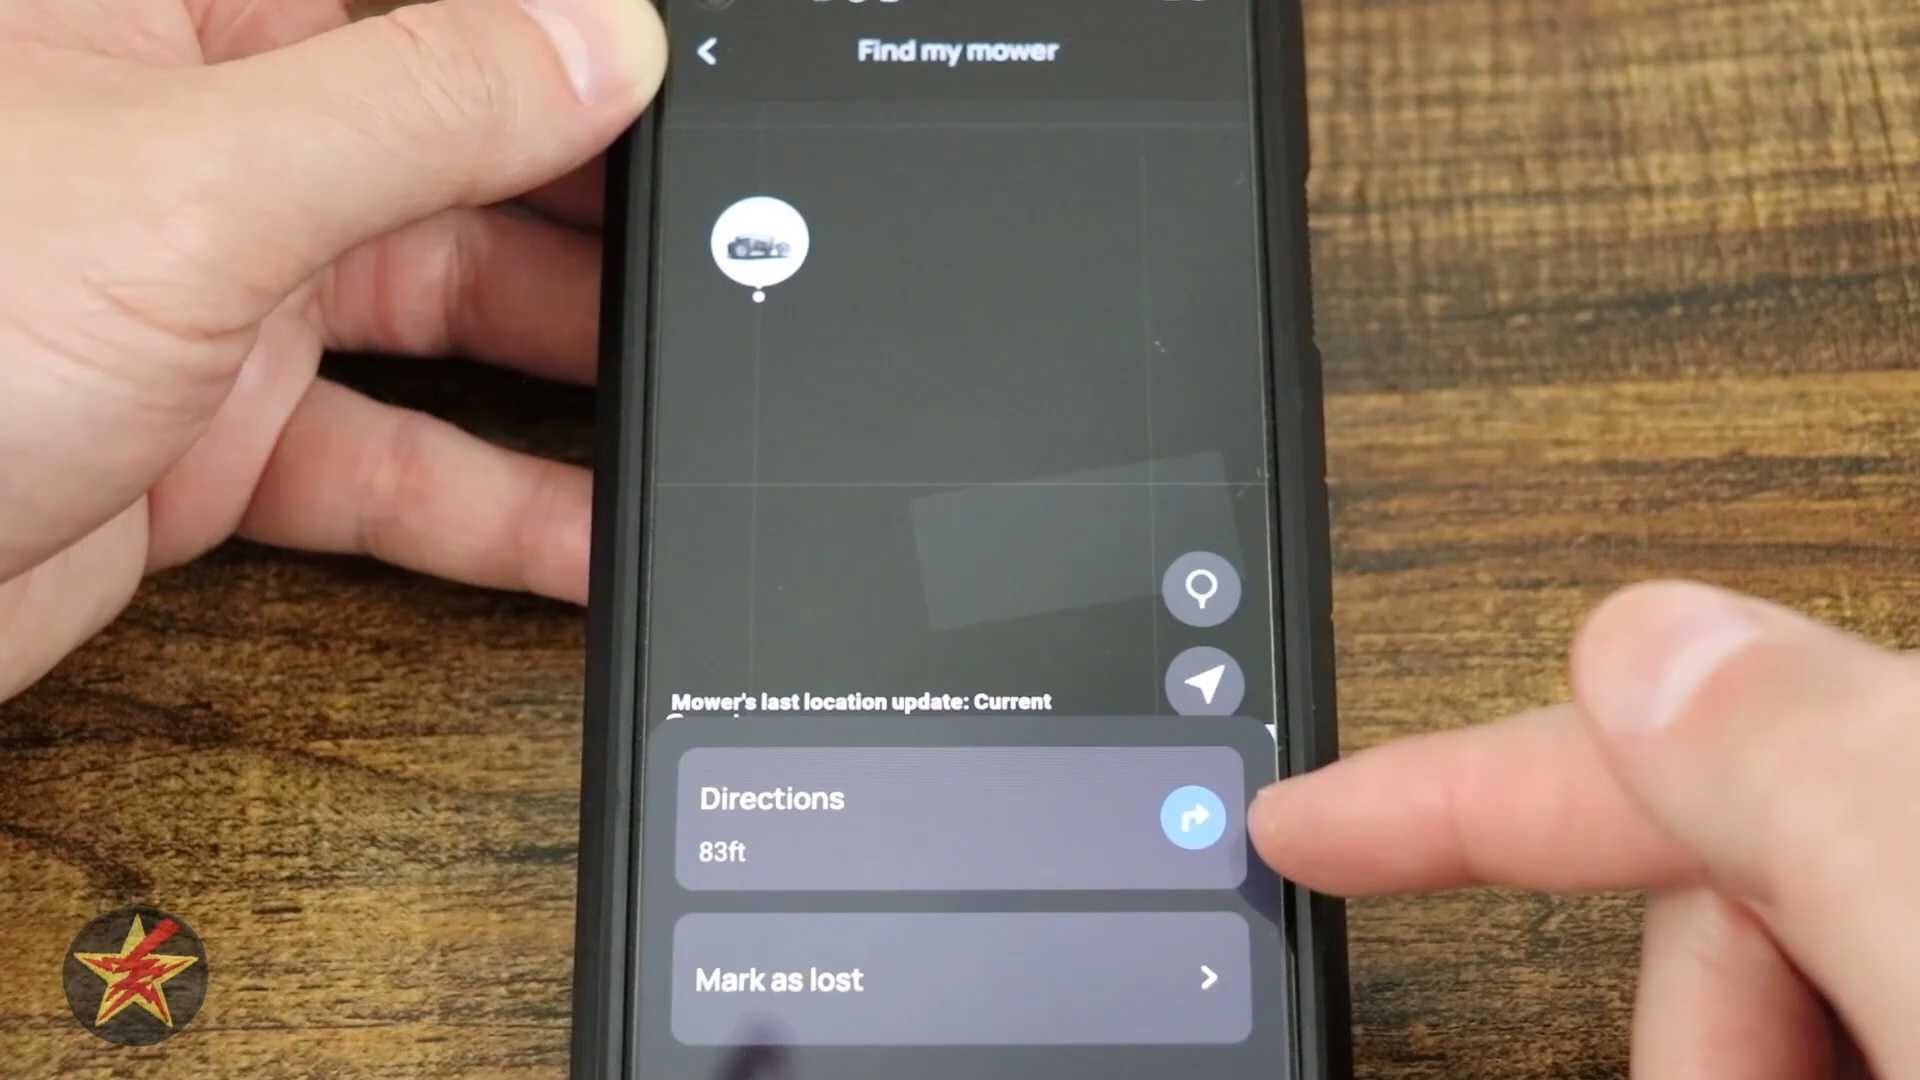 Find my mower
Mower's last location update: Current
Directions
83ft
Mark as lost